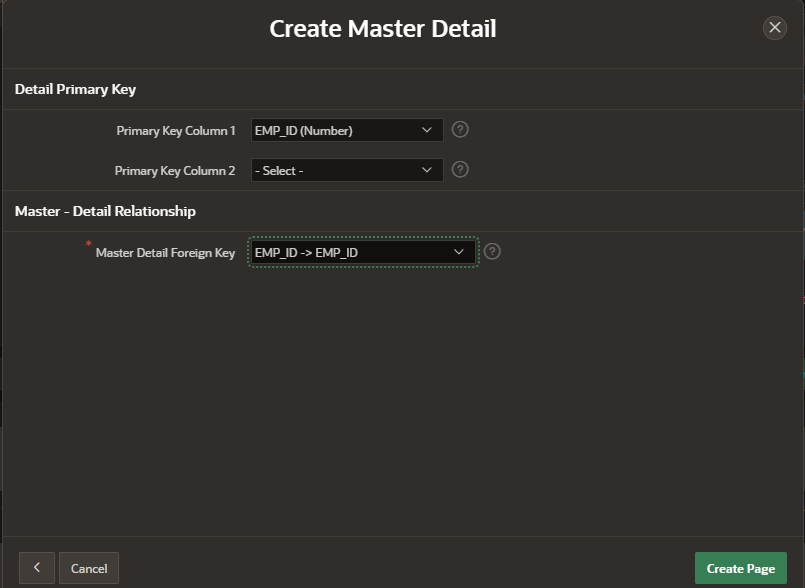 Create Master Detail
Detail Primary Key
Primary Key Column 1 EMP_ID (Number) ?
Primary Key Column 2 - Select - ?
Master - Detail Relationship
* Master Detail Foreign Key EMP_ID -> EMP_ID ?
Cancel Create Page